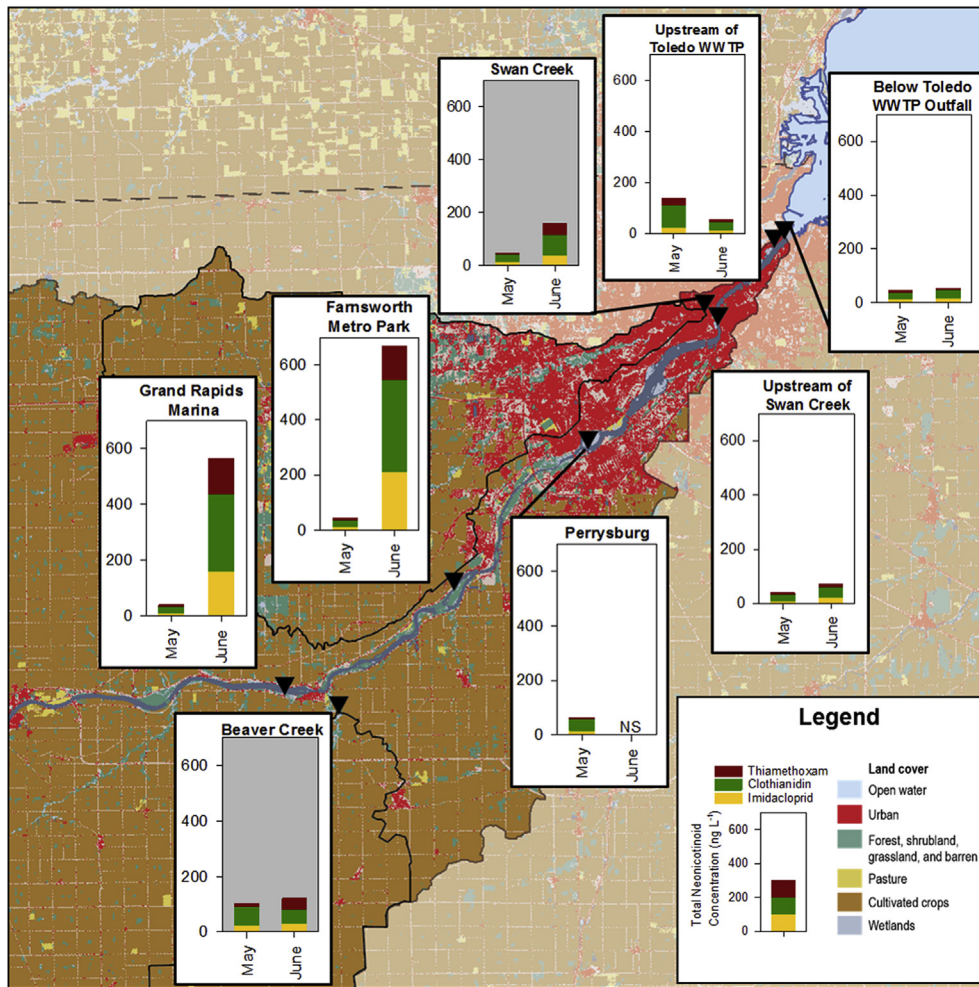 Upstream of
Toledo WWTP
600
400
200
0
May
June
Swan Creek
600
400
200
0
May
June
Below Toledo
WWTP Outfall
600
400
200
0
May
June
Farnsworth
Metro Park
600
400
200
0
May
June
Grand Rapids
Marina
600
400
200
0
May
June
Upstream of
Swan Creek
600
400
200
0
May
June
Perrysburg
600
400
200
0
NS
May
June
Beaver Creek
600
400
200
0
May
June
Legend
Thiamethoxam
Clothianidin
Imidacloprid
Total Neonicotinoid
Concentration (ng L⁻¹)
600
400
200
0
Land cover
Open water
Urban
Forest, shrubland,
grassland, and barren
Pasture
Cultivated crops
Wetlands